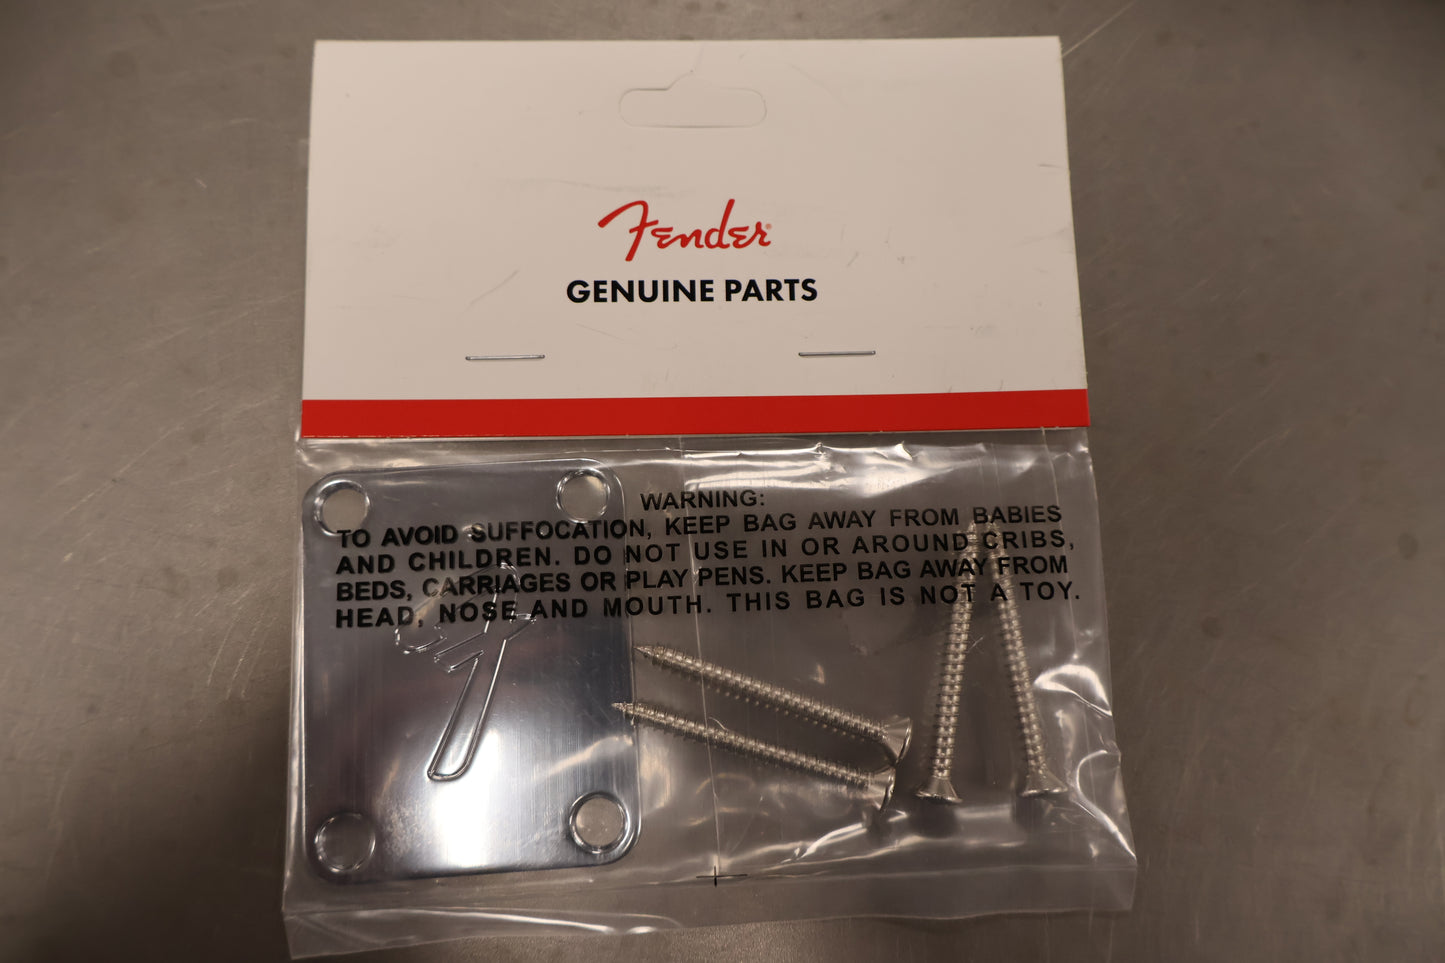 Fender®
GENUINE PARTS
WARNING:
TO AVOID SUFFOCATION, KEEP BAG AWAY FROM BABIES
AND CHILDREN. DO NOT USE IN OR AROUND CRIBS,
BEDS, CARRIAGES OR PLAY PENS. KEEP BAG AWAY FROM
HEAD, NOSE AND MOUTH. THIS BAG IS NOT A TOY.